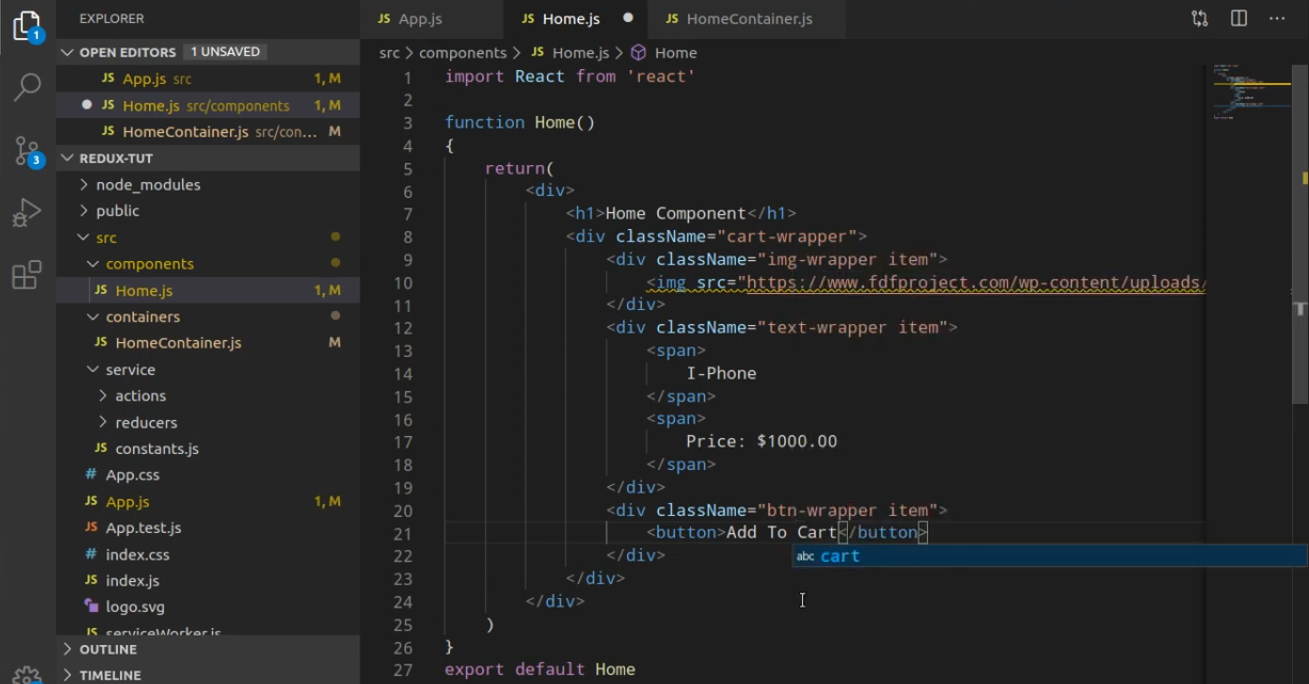 EXPLORER
OPEN EDITORS 1 UNSAVED
JS App.js src 1, M
JS Home.js src/components 1, M
JS HomeContainer.js src/con... M
REDUX-TUT
node_modules
public
src
components
JS Home.js 1, M
containers
JS HomeContainer.js M
service
actions
reducers
JS constants.js
# App.css
JS App.js 1, M
JS App.test.js
# index.css
JS index.js
logo.svg
JS serviceWorker.js
OUTLINE
TIMELINE
1
3
JS App.js JS Home.js JS HomeContainer.js
src > components > JS Home.js > Home
1 import React from 'react'
2
3 function Home()
4 {
5 return(
6 <div>
7 <h1>Home Component</h1>
8 <div className="cart-wrapper">
9 <div className="img-wrapper item">
10 <img src="https://www.fdfproject.com/wp-content/uploads/
11 </div>
12 <div className="text-wrapper item">
13 <span>
14 I-Phone
15 </span>
16 <span>
17 Price: $1000.00
18 </span>
19 </div>
20 <div className="btn-wrapper item">
21 <button>Add To Cart</button>
abc cart
22 </div>
23 </div>
24 </div>
25 )
26 }
27 export default Home